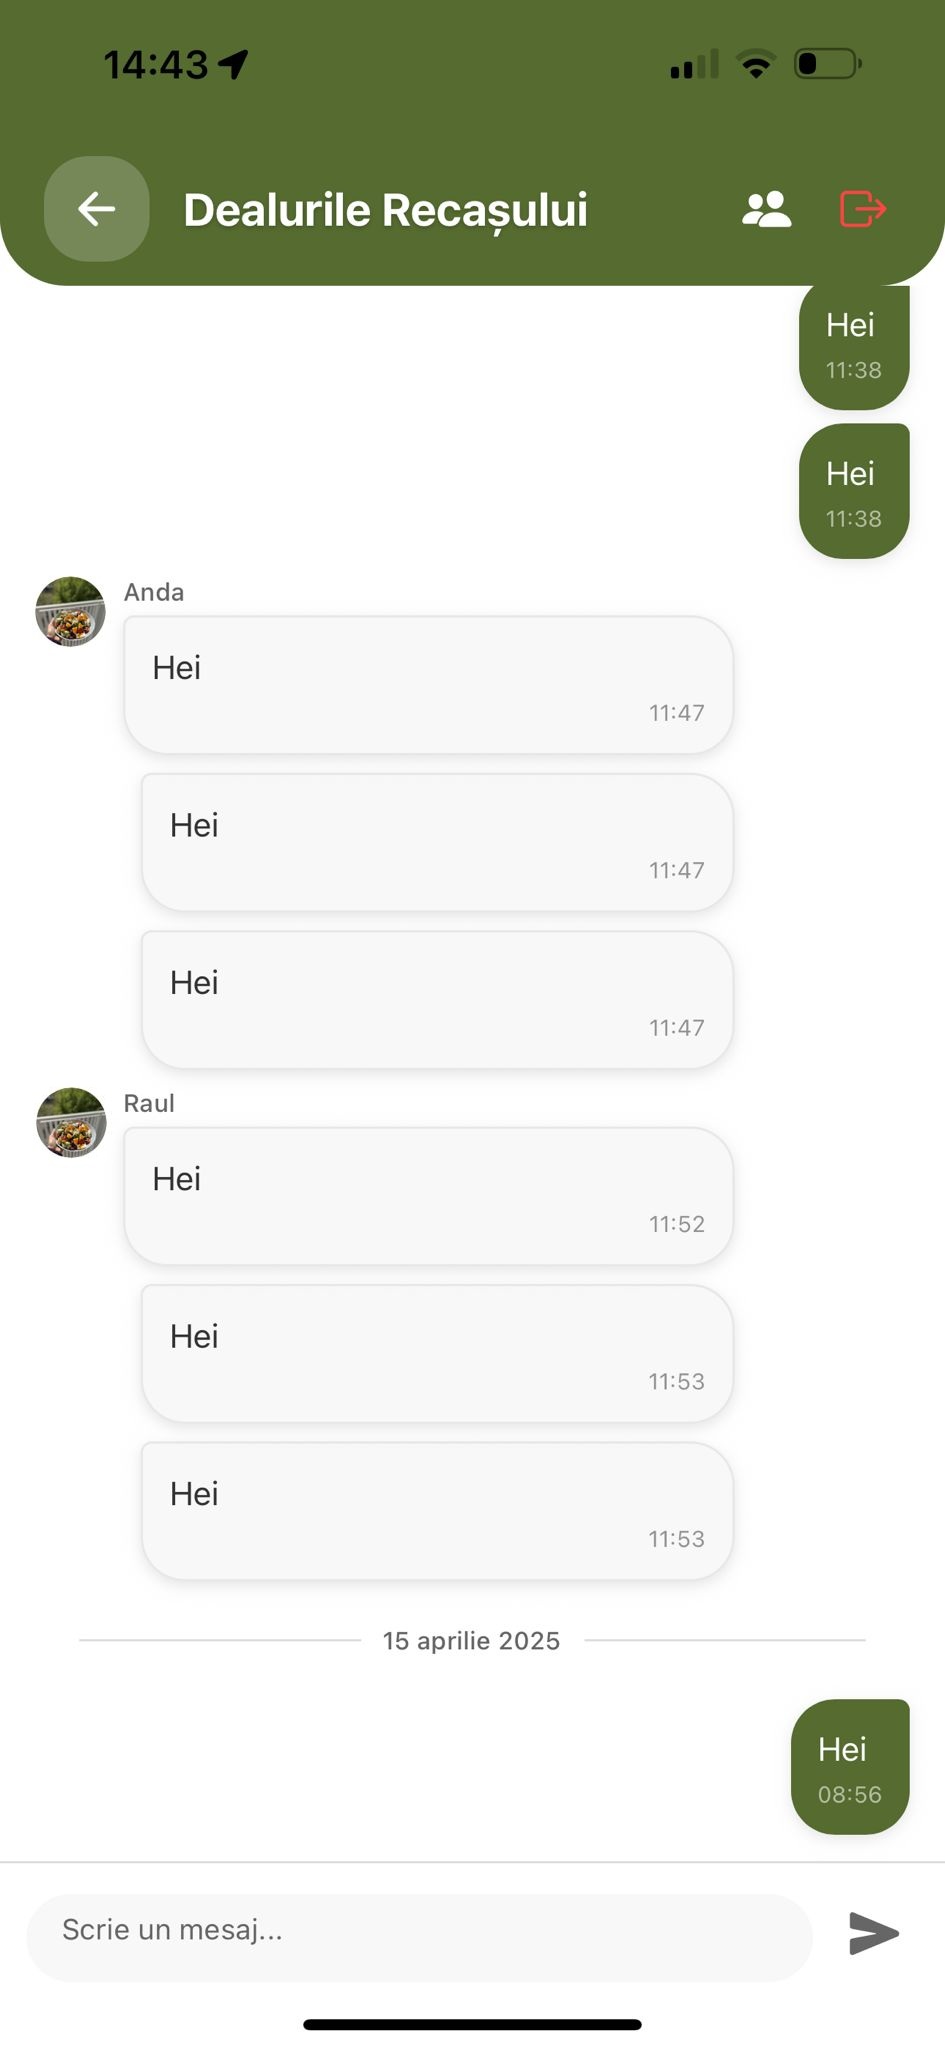 14:43
Dealurile Recașului
Hei
11:38
Hei
11:38
Anda
Hei
11:47
Hei
11:47
Hei
11:47
Raul
Hei
11:52
Hei
11:53
Hei
11:53
15 aprilie 2025
Hei
08:56
Scrie un mesaj...